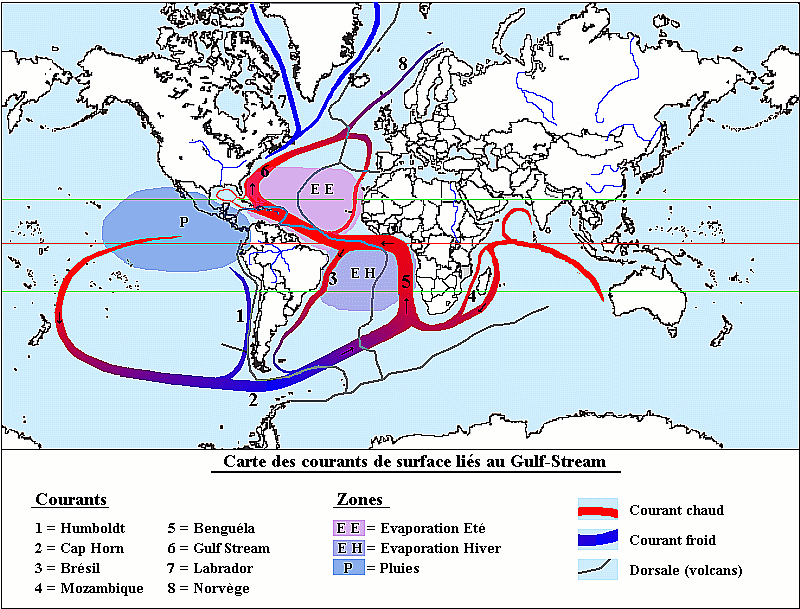 8
7
6
E E
P
E H
3
5
4
1
2
Carte des courants de surface liés au Gulf-Stream
Courants
1 = Humboldt
2 = Cap Horn
3 = Brésil
4 = Mozambique
5 = Benguéla
6 = Gulf Stream
7 = Labrador
8 = Norvège
Zones
E E = Evaporation Eté
E H = Evaporation Hiver
P = Pluies
Courant chaud
Courant froid
Dorsale (volcans)